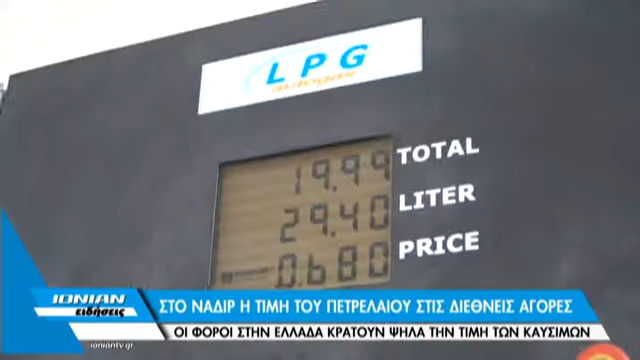 LPG
autogas
19.99 TOTAL
29.40 LITER
0.680 PRICE
IONIAN
ειδήσεις
ΣΤΟ ΝΑΔΙΡ Η ΤΙΜΗ ΤΟΥ ΠΕΤΡΕΛΑΙΟΥ ΣΤΙΣ ΔΙΕΘΝΕΙΣ ΑΓΟΡΕΣ
ΟΙ ΦΟΡΟΙ ΣΤΗΝ ΕΛΛΑΔΑ ΚΡΑΤΟΥΝ ΨΗΛΑ ΤΗΝ ΤΙΜΗ ΤΩΝ ΚΑΥΣΙΜΩΝ
ioniantv.gr